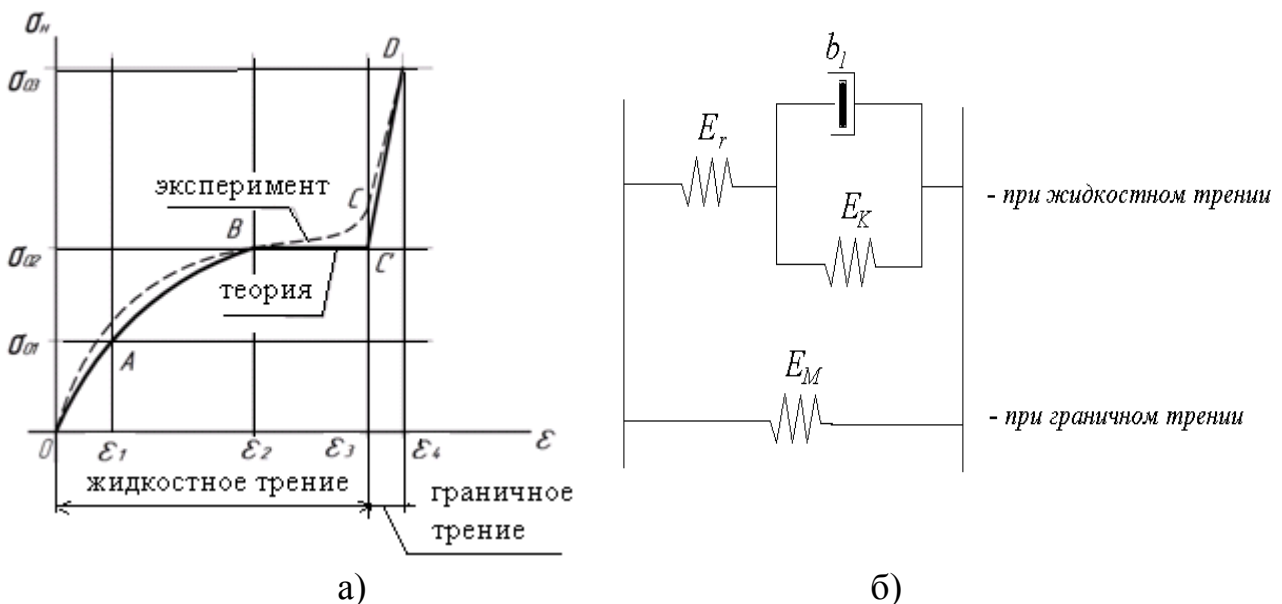 σн
D
σ03
эксперимент
C
B
σ02
C'
теория
σ01
A
0
ε1
ε2
ε3
ε4
ε
жидкостное трение
граничное
трение
а)
b1
Er
EK
- при жидкостном трении
EM
- при граничном трении
б)